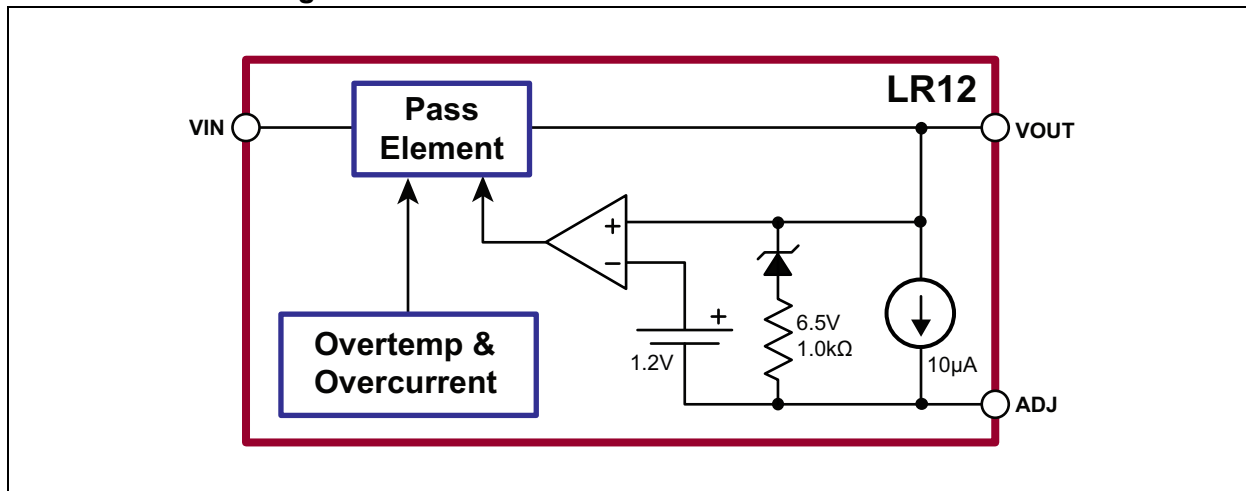 LR12
VIN
Pass
Element
VOUT
+
−
+
1.2V
6.5V
1.0kΩ
10µA
Overtemp &
Overcurrent
ADJ